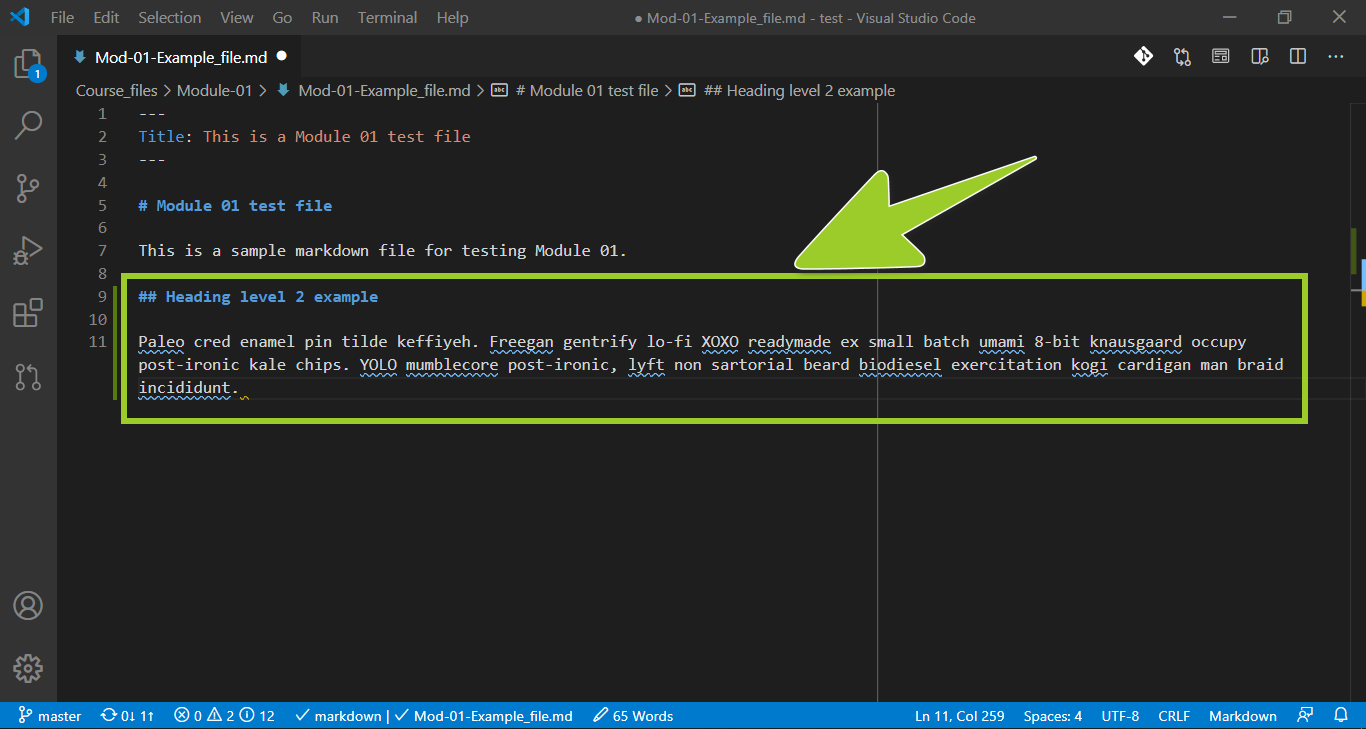 File Edit Selection View Go Run Terminal Help ● Mod-01-Example_file.md - test - Visual Studio Code
1
Mod-01-Example_file.md ●
Course_files > Module-01 > Mod-01-Example_file.md > abc # Module 01 test file > abc ## Heading level 2 example
1 ---
2 Title: This is a Module 01 test file
3 ---
4
5 # Module 01 test file
6
7 This is a sample markdown file for testing Module 01.
8
9 ## Heading level 2 example
10
11 Paleo cred enamel pin tilde keffiyeh. Freegan gentrify lo-fi XOXO readymade ex small batch umami 8-bit knausgaard occupy
post-ironic kale chips. YOLO mumblecore post-ironic, lyft non sartorial beard biodiesel exercitation kogi cardigan man braid
incididunt.
master 0↓ 1↑ 0 2 12 markdown | Mod-01-Example_file.md 65 Words Ln 11, Col 259 Spaces: 4 UTF-8 CRLF Markdown